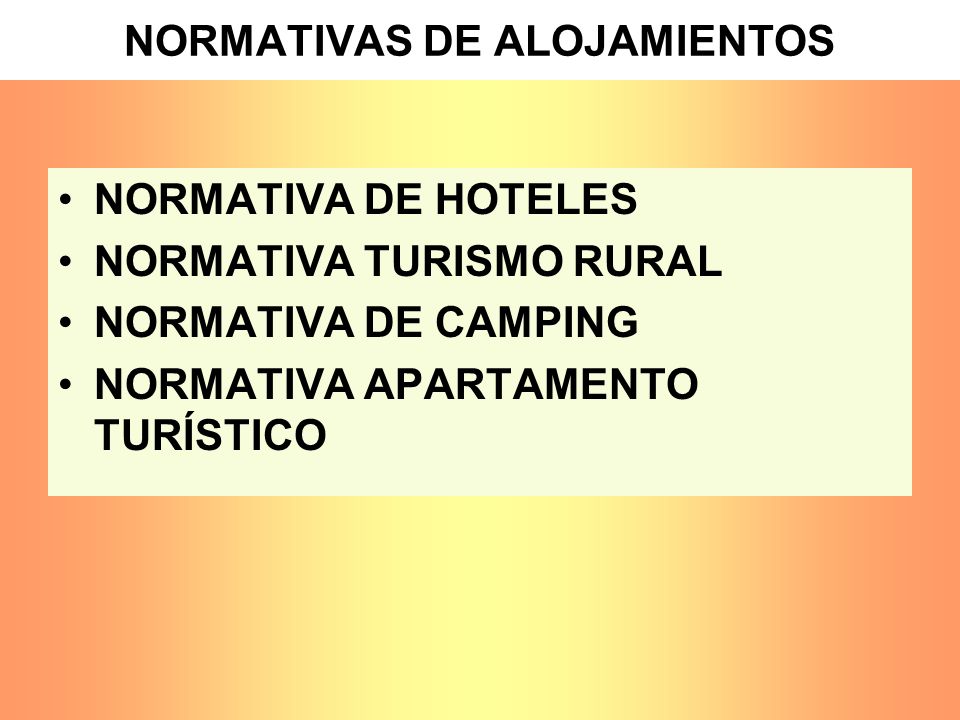 NORMATIVAS DE ALOJAMIENTOS
• NORMATIVA DE HOTELES
• NORMATIVA TURISMO RURAL
• NORMATIVA DE CAMPING
• NORMATIVA APARTAMENTO
TURÍSTICO